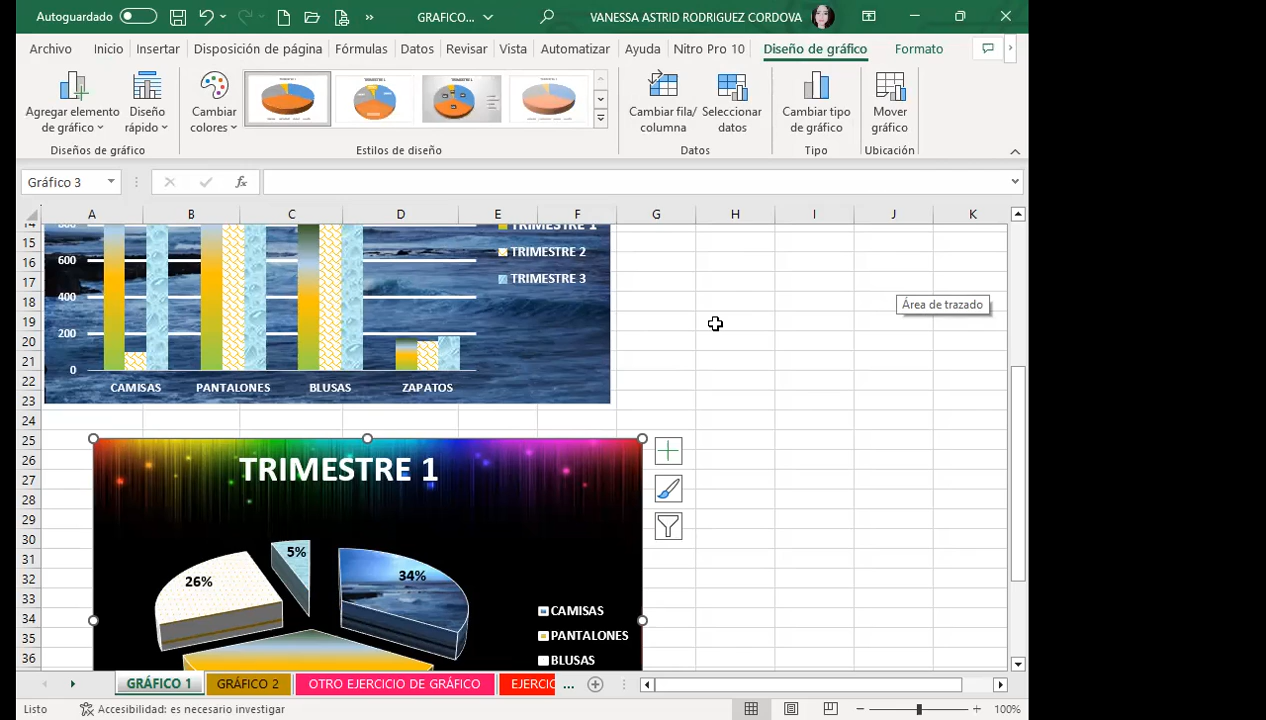 Autoguardado GRAFICO... VANESSA ASTRID RODRIGUEZ CORDOVA
Archivo Inicio Insertar Disposición de página Fórmulas Datos Revisar Vista Automatizar Ayuda Nitro Pro 10 Diseño de gráfico Formato
Agregar elemento de gráfico
Diseño rápido
Cambiar colores
Cambiar fila/ columna
Seleccionar datos
Cambiar tipo de gráfico
Mover gráfico
Diseños de gráfico Estilos de diseño Datos Tipo Ubicación
Gráfico 3 fx
A B C D E F G H I J K
14
15
16
17
18
19
20
21
22
23
24
25
26
27
28
29
30
31
32
33
34
35
36
800
600
400
200
0
CAMISAS PANTALONES BLUSAS ZAPATOS
TRIMESTRE 1
TRIMESTRE 2
TRIMESTRE 3
Área de trazado
TRIMESTRE 1
5%
34%
26%
CAMISAS
PANTALONES
BLUSAS
GRÁFICO 1 GRÁFICO 2 OTRO EJERCICIO DE GRÁFICO EJERCIC ...
Listo Accesibilidad: es necesario investigar 100%